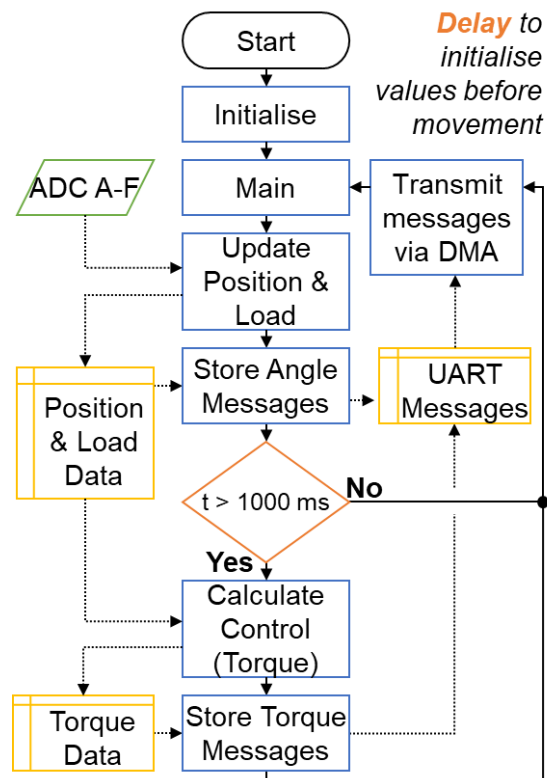 Start
Delay to
initialise
values before
movement
Initialise
ADC A-F
Main
Transmit
messages
via DMA
Update
Position &
Load
Position
& Load
Data
Store Angle
Messages
UART
Messages
t > 1000 ms
No
Yes
Calculate
Control
(Torque)
Torque
Data
Store Torque
Messages